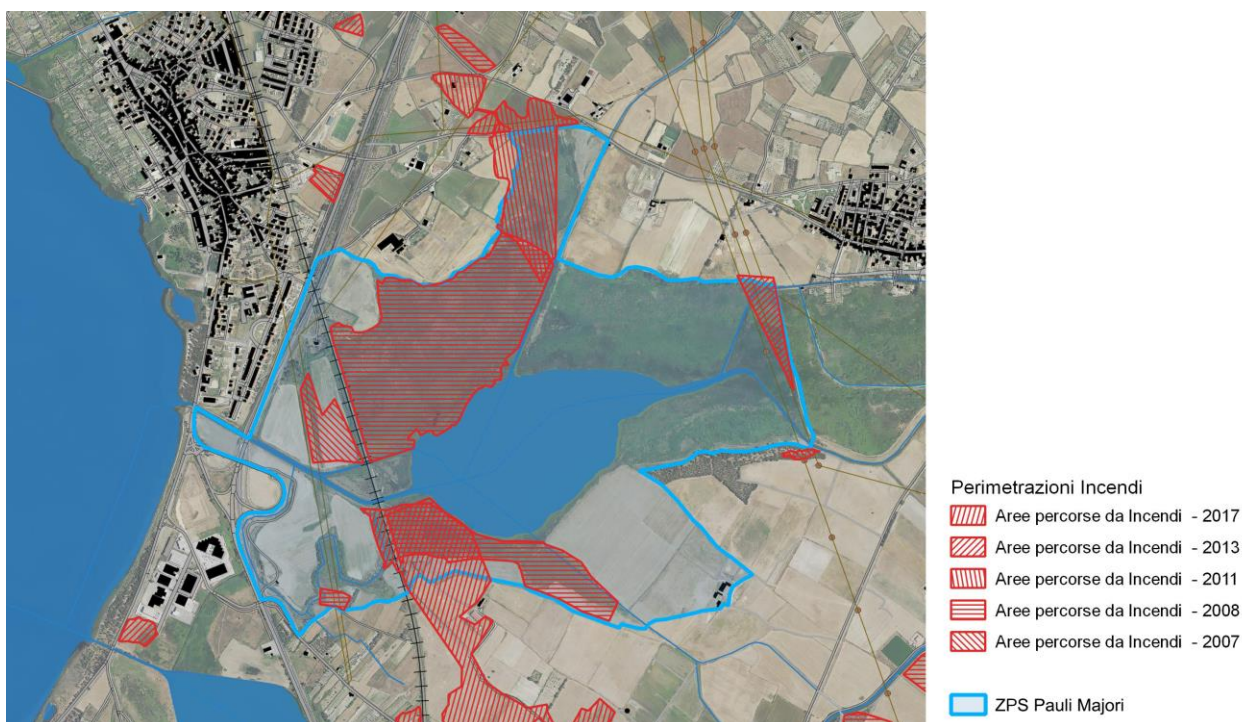 Perimetrazioni Incendi
Aree percorse da Incendi - 2017
Aree percorse da Incendi - 2013
Aree percorse da Incendi - 2011
Aree percorse da Incendi - 2008
Aree percorse da Incendi - 2007
ZPS Pauli Majori